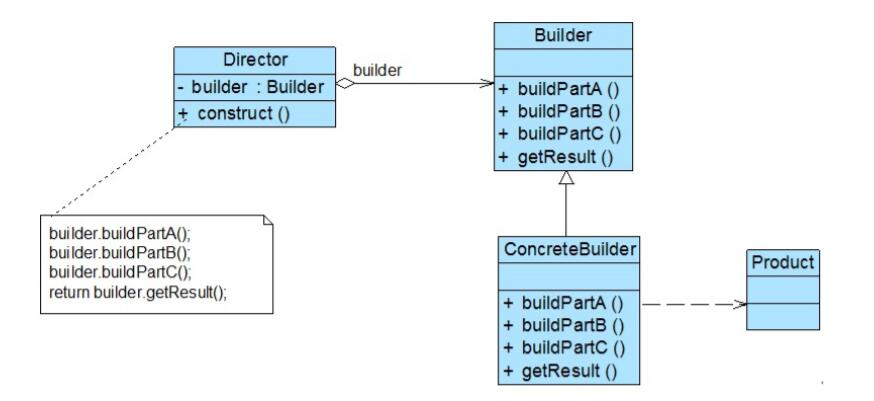 Director
- builder : Builder
+ construct ()
builder
Builder
+ buildPartA ()
+ buildPartB ()
+ buildPartC ()
+ getResult ()
builder.buildPartA();
builder.buildPartB();
builder.buildPartC();
return builder.getResult();
ConcreteBuilder
+ buildPartA ()
+ buildPartB ()
+ buildPartC ()
+ getResult ()
Product